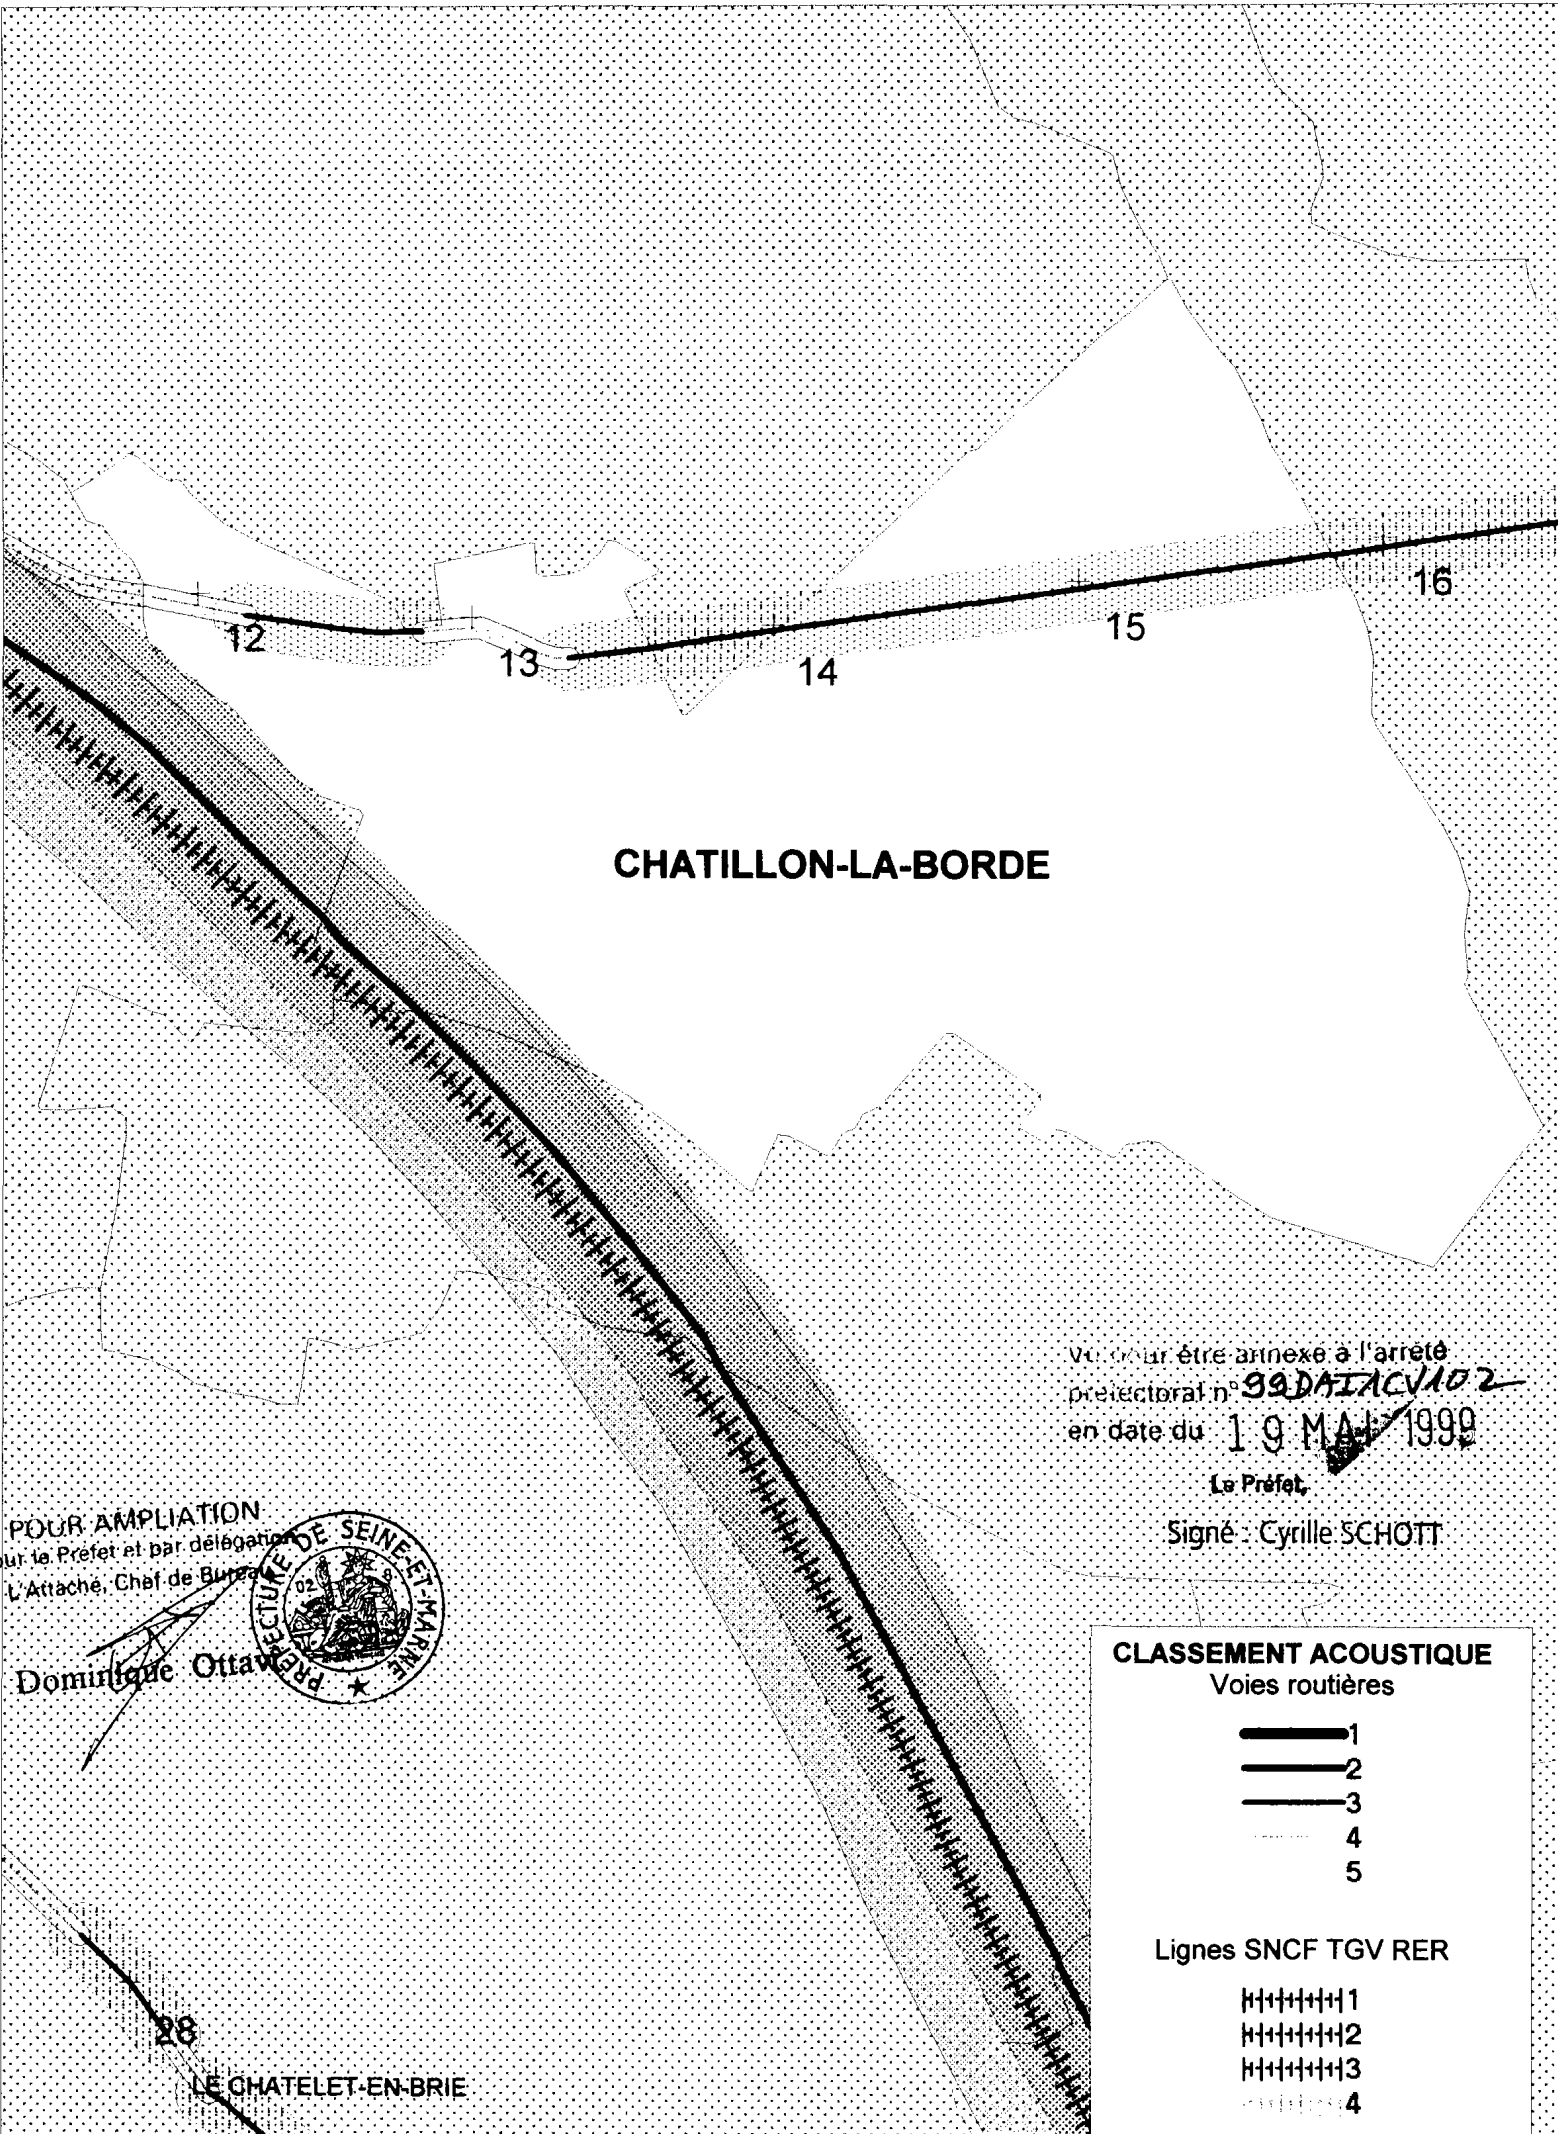 12
13
14
15
16
CHATILLON-LA-BORDE
Vu pour être annexé à l'arrêté
préfectoral n° 99DAI1CV102
en date du 19 MAI 1999
Le Préfet,
Signé : Cyrille SCHOTT
POUR AMPLIATION
our le Préfet et par délégation
L'Attaché, Chef de Bureau
Dominique Ottavi
PREFECTURE DE SEINE-ET-MARNE
CLASSEMENT ACOUSTIQUE
Voies routières
1
2
3
4
5
Lignes SNCF TGV RER
1
2
3
4
28
LE CHATELET-EN-BRIE